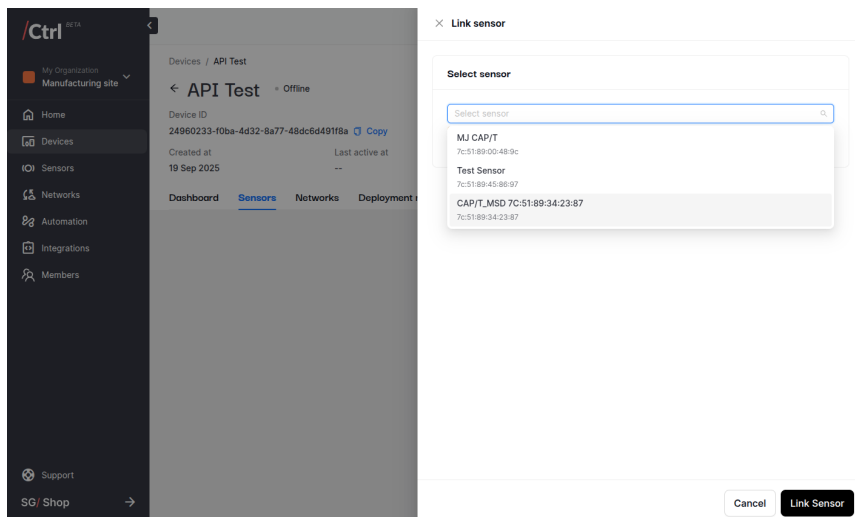 /Ctrl BETA
My Organization
Manufacturing site
Home
Devices
Sensors
Networks
Automation
Integrations
Members
Support
SG/ Shop
Devices / API Test
API Test
Offline
Device ID
24960233-f0ba-4d32-8a77-48dc6d491f8a Copy
Created at
Last active at
19 Sep 2025
--
Dashboard Sensors Networks Deployment
Link sensor
Select sensor
Select sensor
MJ CAP/T
7c:51:89:00:48:9c
Test Sensor
7c:51:89:45:86:97
CAP/T_MSD 7C:51:89:34:23:87
7c:51:89:34:23:87
Cancel
Link Sensor